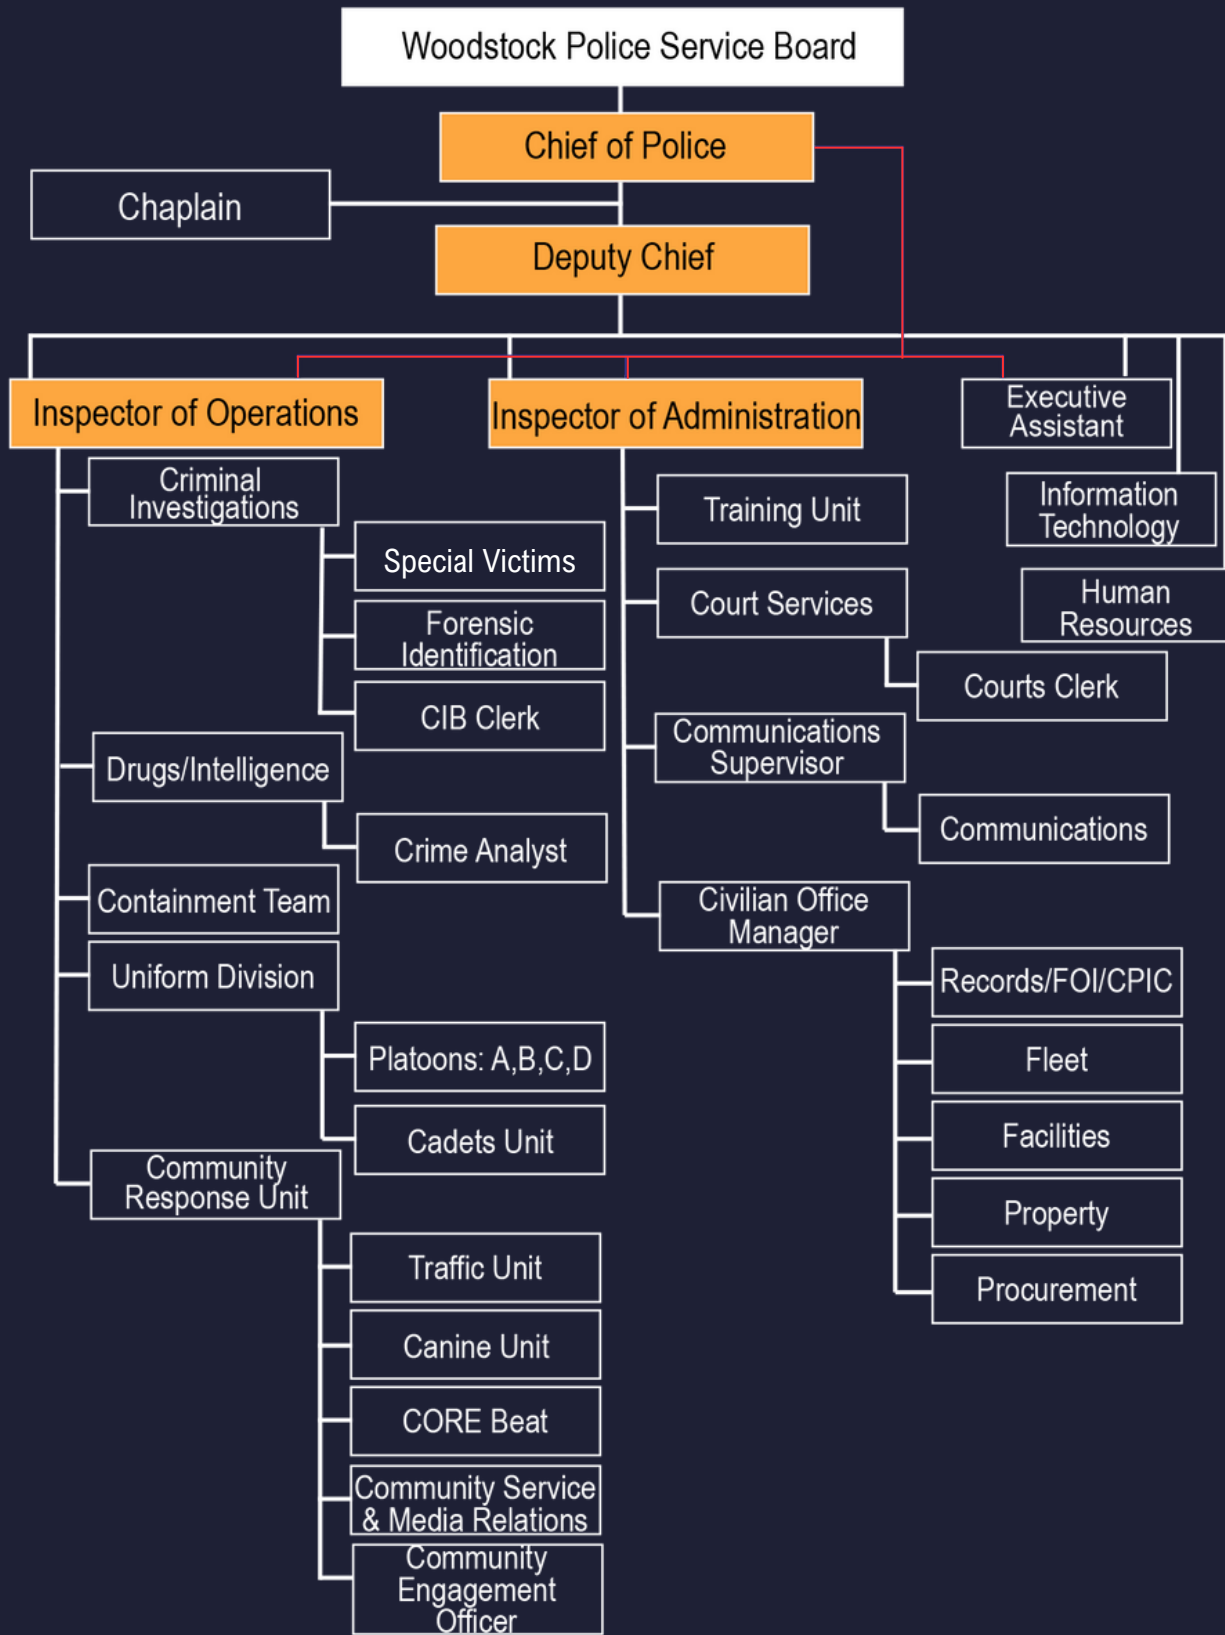 Woodstock Police Service Board
Chief of Police
Chaplain
Deputy Chief
Inspector of Operations
Inspector of Administration
Executive
Assistant
Criminal
Investigations
Training Unit
Information
Technology
Special Victims
Court Services
Human
Resources
Forensic
Identification
Courts Clerk
CIB Clerk
Communications
Supervisor
Drugs/Intelligence
Communications
Crime Analyst
Containment Team
Civilian Office
Manager
Uniform Division
Records/FOI/CPIC
Platoons: A,B,C,D
Fleet
Cadets Unit
Facilities
Community
Response Unit
Property
Traffic Unit
Procurement
Canine Unit
CORE Beat
Community Service
& Media Relations
Community
Engagement
Officer